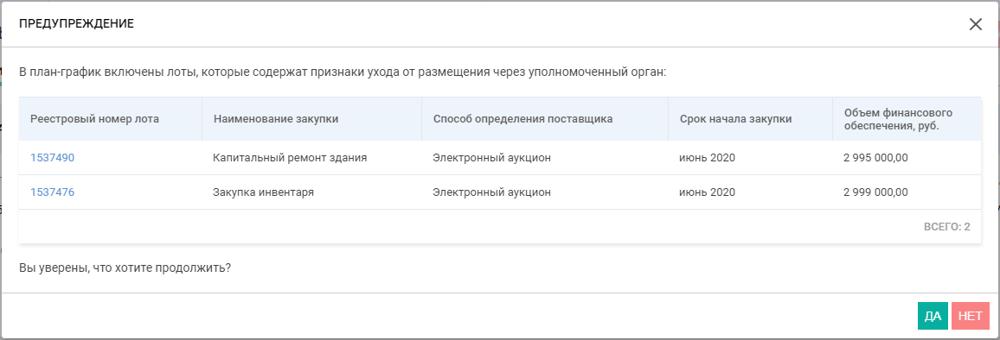 ПРЕДУПРЕЖДЕНИЕ
В план-график включены лоты, которые содержат признаки ухода от размещения через уполномоченный орган:
Реестровый номер лота Наименование закупки Способ определения поставщика Срок начала закупки Объем финансового обеспечения, руб.
1537490 Капитальный ремонт здания Электронный аукцион июнь 2020 2 995 000,00
1537476 Закупка инвентаря Электронный аукцион июнь 2020 2 999 000,00
ВСЕГО: 2
Вы уверены, что хотите продолжить?
ДА НЕТ